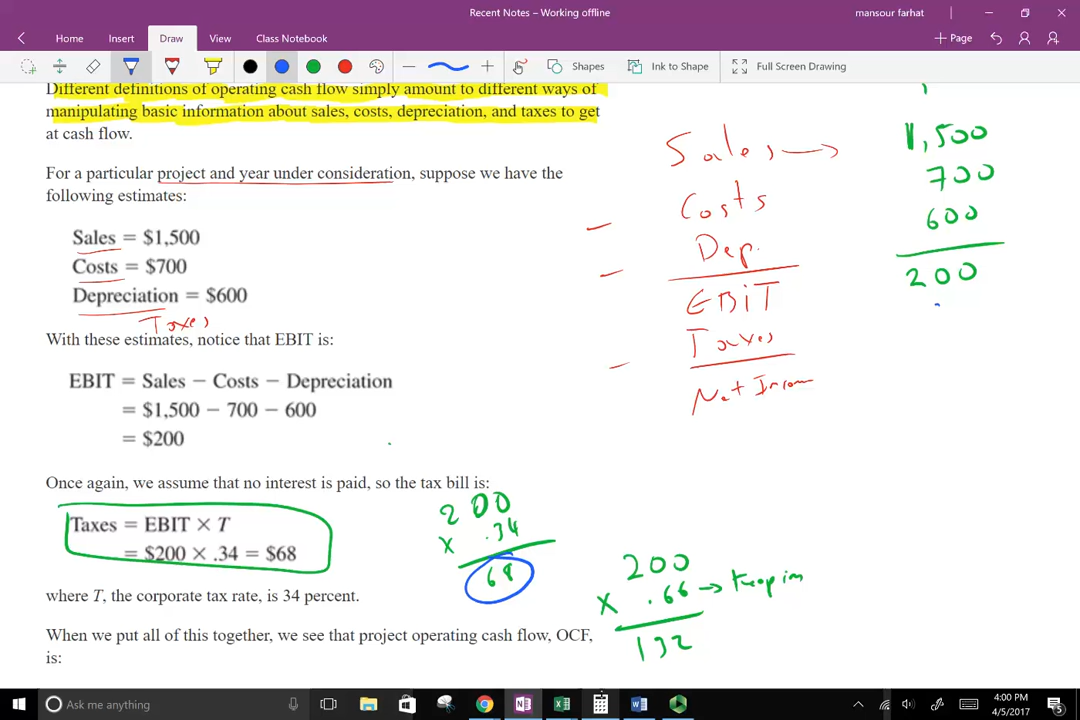 Recent Notes – Working offline
mansour farhat
Home Insert Draw View Class Notebook
+ Page
Shapes
Ink to Shape
Full Screen Drawing
Different definitions of operating cash flow simply amount to different ways of
manipulating basic information about sales, costs, depreciation, and taxes to get
at cash flow.
For a particular project and year under consideration, suppose we have the
following estimates:
Sales = $1,500
Costs = $700
Depreciation = $600
Taxes
With these estimates, notice that EBIT is:
EBIT = Sales − Costs − Depreciation
= $1,500 − 700 − 600
= $200
Once again, we assume that no interest is paid, so the tax bill is:
Taxes = EBIT × T
= $200 × .34 = $68
where T, the corporate tax rate, is 34 percent.
When we put all of this together, we see that project operating cash flow, OCF,
is:
Sales → 1,500
− Costs 700
− Dep. 600
EBiT 200
− Taxes
Net Incom
200
x .34
68
200
x .66 → Keep im
132
Ask me anything
4:00 PM
4/5/2017
5